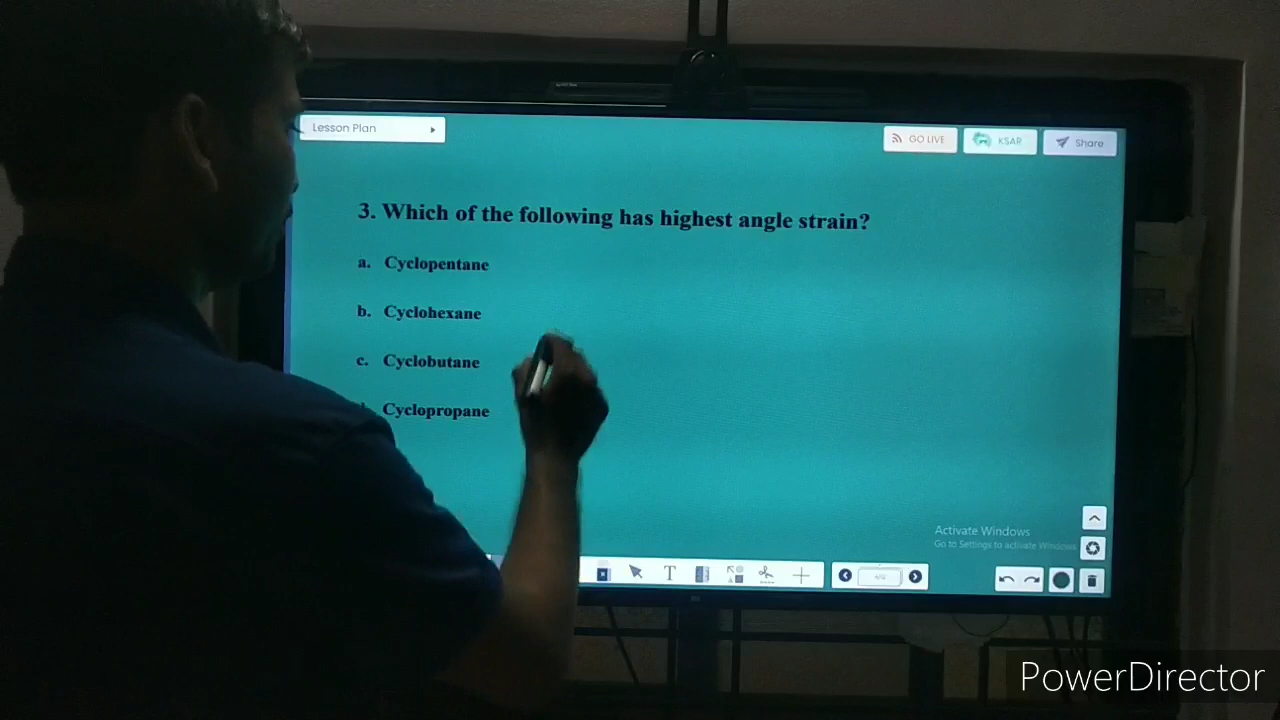 Lesson Plan
GO LIVE
KSAR
Share
3. Which of the following has highest angle strain?
a. Cyclopentane
b. Cyclohexane
c. Cyclobutane
Cyclopropane
Activate Windows
Go to Settings to activate Windows
T
PowerDirector